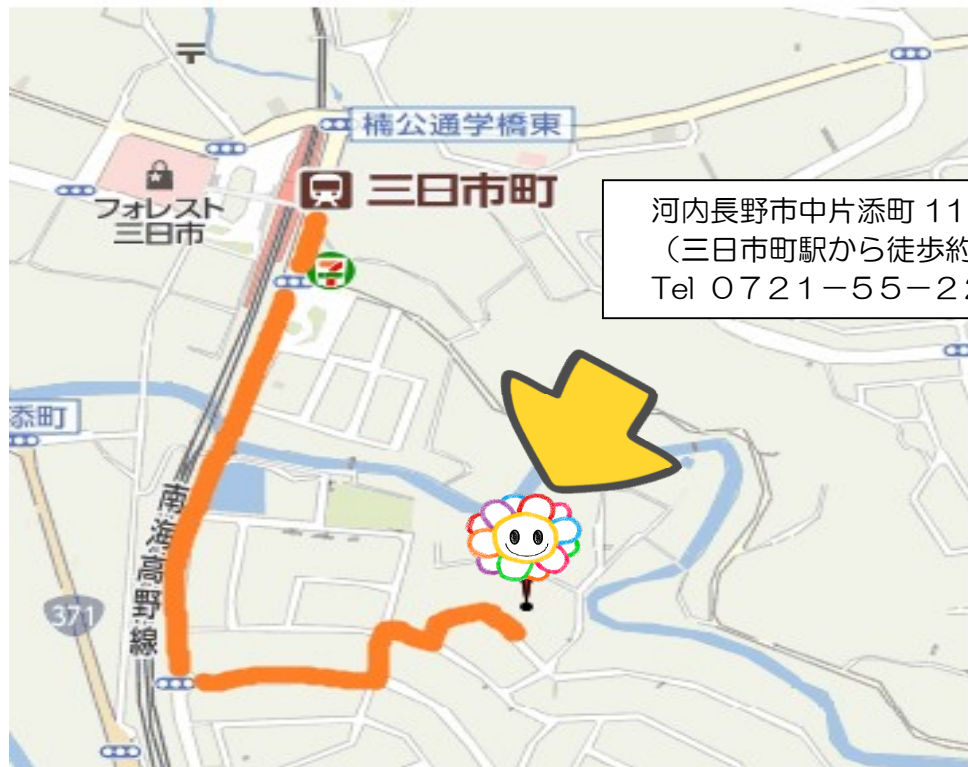 〒
楠公通学橋東
三日市町
フォレスト
三日市
河内長野市中片添町 11
（三日市町駅から徒歩約
Tel ０７２１－５５－２２
添町
南海高野線
371